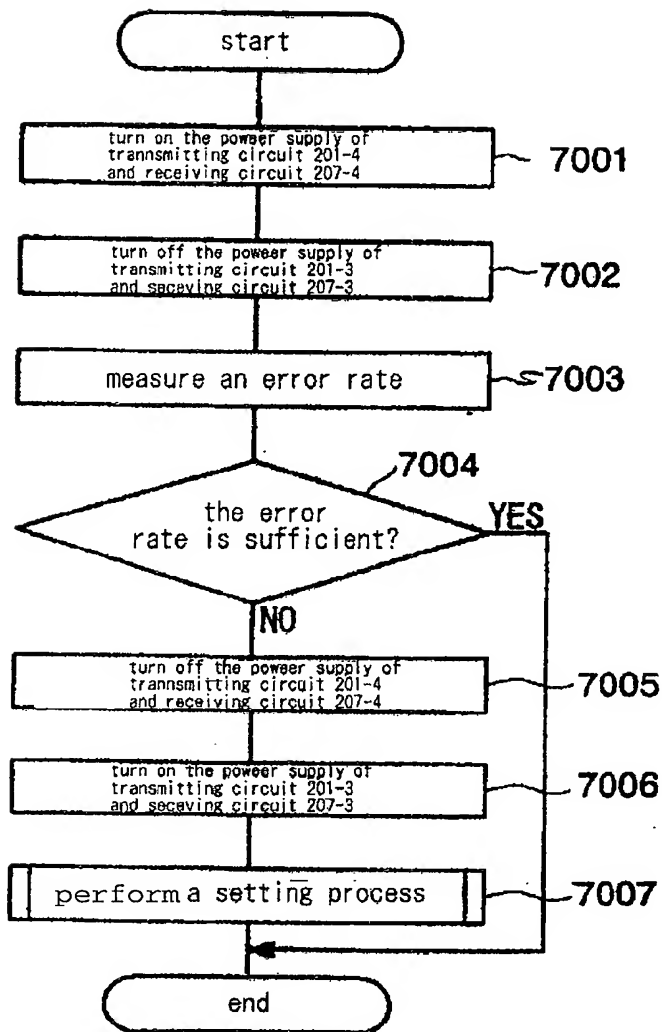 start
turn on the poweer supply of
trannsmitting circuit 201-4
and receiving circuit 207-4
7001
turn off the poweer supply of
transmitting circuit 201-3
and seceving circuit 207-3
7002
measure an error rate
7003
7004
the error
rate is sufficient?
YES
NO
turn off the poweer supply of
trannsmitting circuit 201-4
and receiving circuit 207-4
7005
turn on the poweer supply of
transmitting circuit 201-3
and seceving circuit 207-3
7006
perform a setting process
7007
end